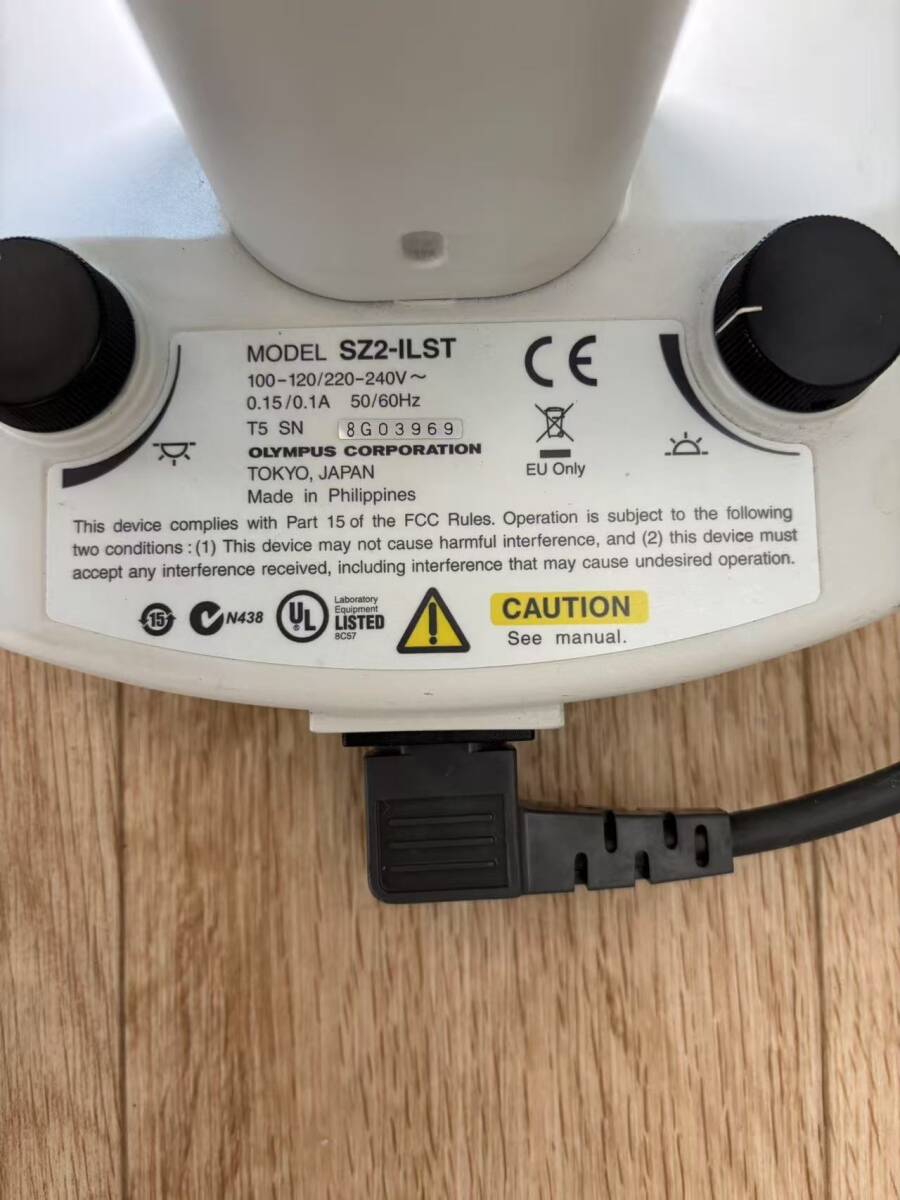 MODEL SZ2-ILST
100-120/220-240V～
0.15/0.1A 50/60Hz
T5 SN 8G03969
OLYMPUS CORPORATION
TOKYO, JAPAN
Made in Philippines
CE
EU Only
This device complies with Part 15 of the FCC Rules. Operation is subject to the following
two conditions : (1) This device may not cause harmful interference, and (2) this device must
accept any interference received, including interference that may cause undesired operation.
15
N438
UL
®
Laboratory
Equipment
LISTED
8C57
CAUTION
See manual.